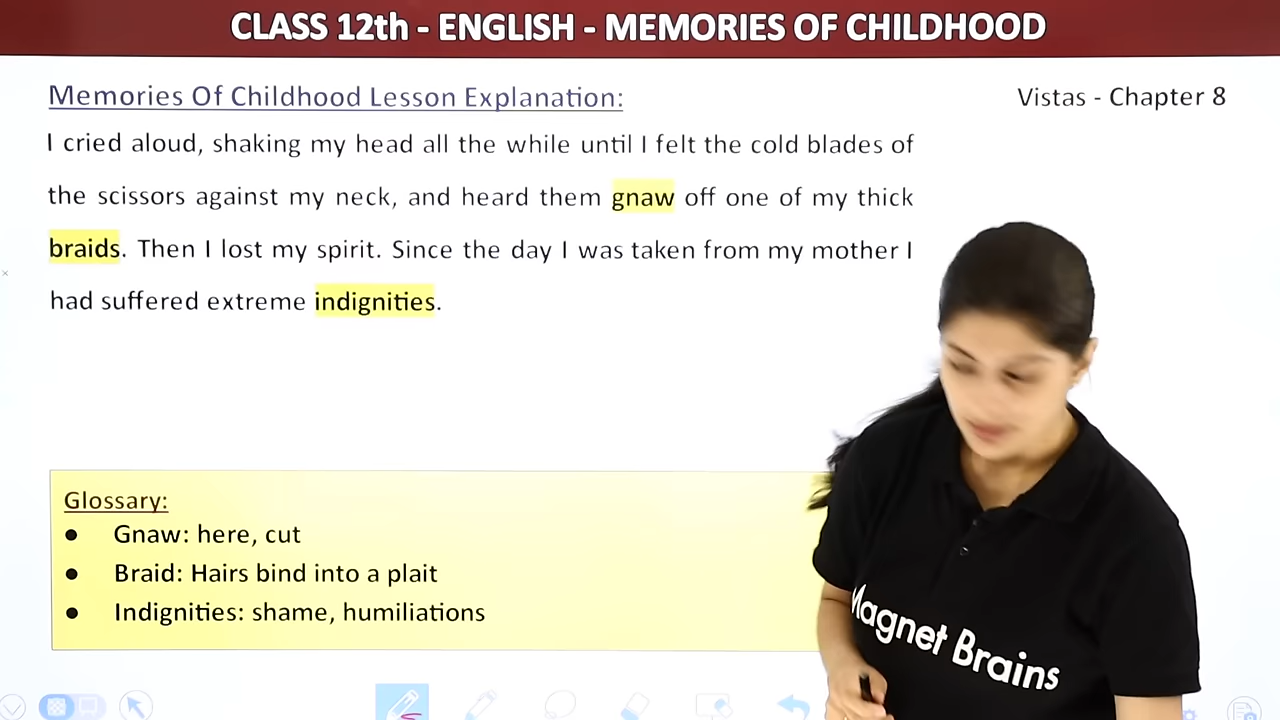 CLASS 12th - ENGLISH - MEMORIES OF CHILDHOOD
Memories Of Childhood Lesson Explanation:
Vistas - Chapter 8
I cried aloud, shaking my head all the while until I felt the cold blades of
the scissors against my neck, and heard them gnaw off one of my thick
braids. Then I lost my spirit. Since the day I was taken from my mother I
had suffered extreme indignities.
Glossary:
● Gnaw: here, cut
● Braid: Hairs bind into a plait
● Indignities: shame, humiliations
Magnet Brains